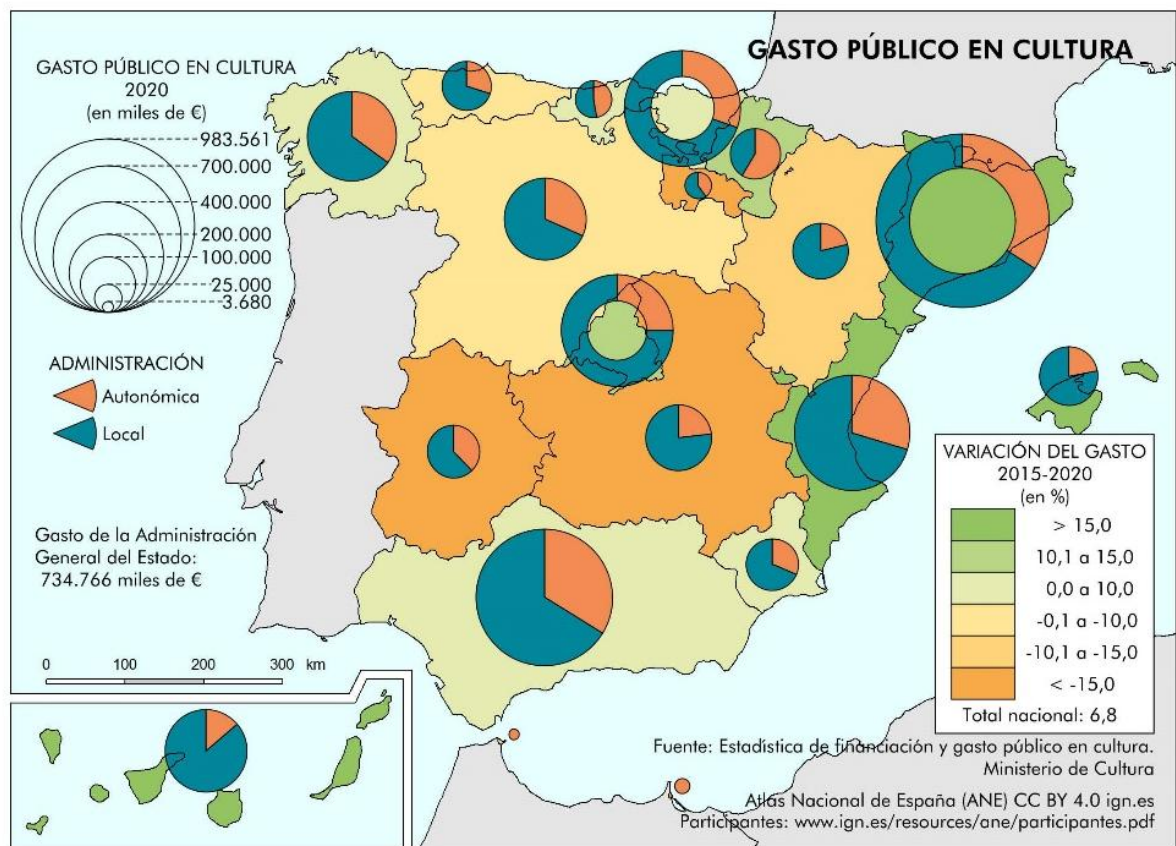 GASTO PÚBLICO EN CULTURA
GASTO PÚBLICO EN CULTURA
2020
(en miles de €)
983.561
700.000
400.000
200.000
100.000
25.000
3.680
ADMINISTRACIÓN
Autonómica
Local
Gasto de la Administración
General del Estado:
734.766 miles de €
0 100 200 300 km
VARIACIÓN DEL GASTO
2015-2020
(en %)
> 15,0
10,1 a 15,0
0,0 a 10,0
-0,1 a -10,0
-10,1 a -15,0
< -15,0
Total nacional: 6,8
Fuente: Estadística de financiación y gasto público en cultura.
Ministerio de Cultura
Atlas Nacional de España (ANE) CC BY 4.0 ign.es
Participantes: www.ign.es/resources/ane/participantes.pdf